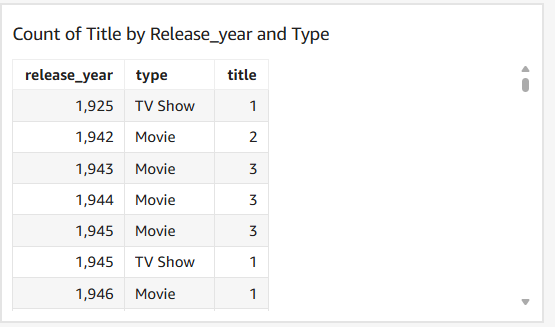 Count of Title by Release_year and Type
release_year type title
1,925 TV Show 1
1,942 Movie 2
1,943 Movie 3
1,944 Movie 3
1,945 Movie 3
1,945 TV Show 1
1,946 Movie 1